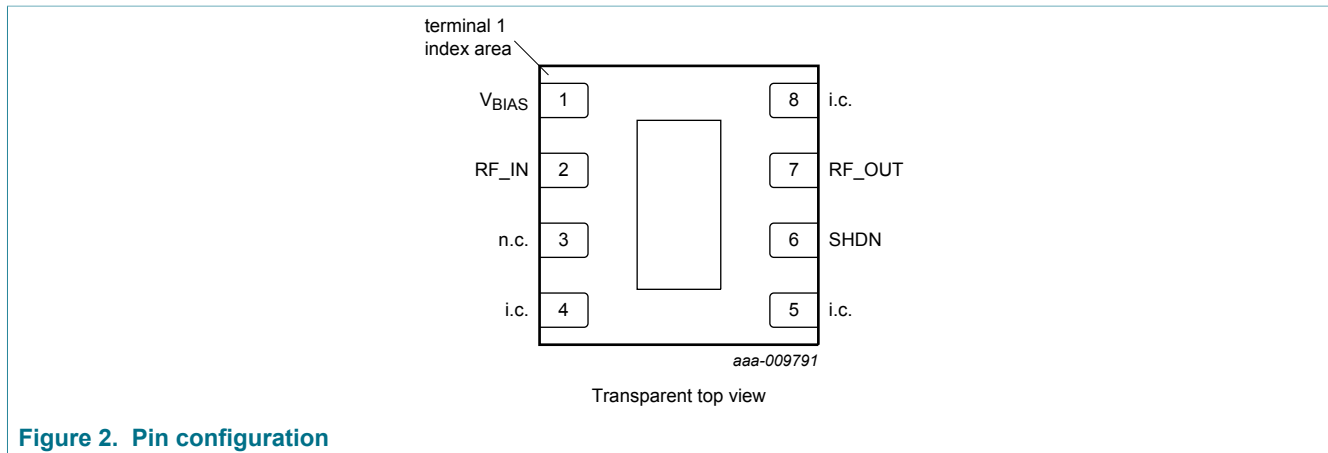 terminal 1
index area
VBIAS 1 8 i.c.
RF_IN 2 7 RF_OUT
n.c. 3 6 SHDN
i.c. 4 5 i.c.
aaa-009791
Transparent top view
Figure 2. Pin configuration